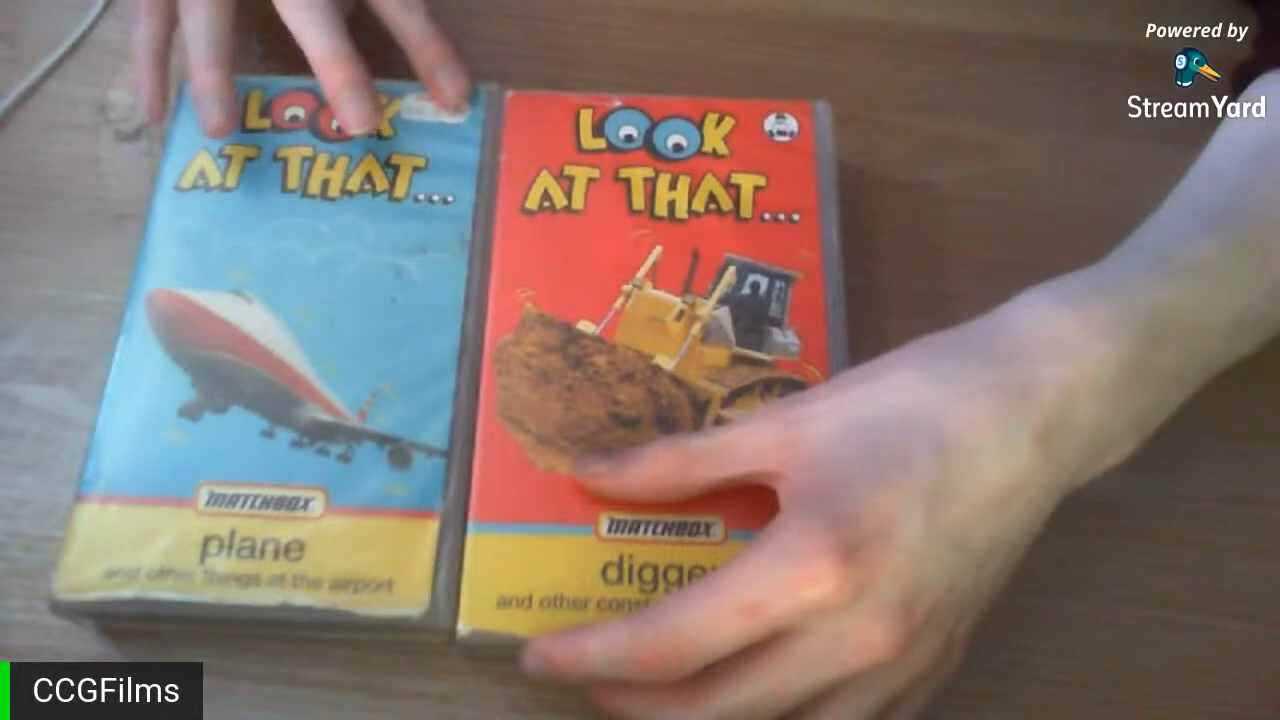 Powered by
StreamYard
LOOK
AT THAT...
MATCHBOX
plane
and other things at the airport
LOOK
AT THAT...
MATCHBOX
digger
and other
CCGFilms